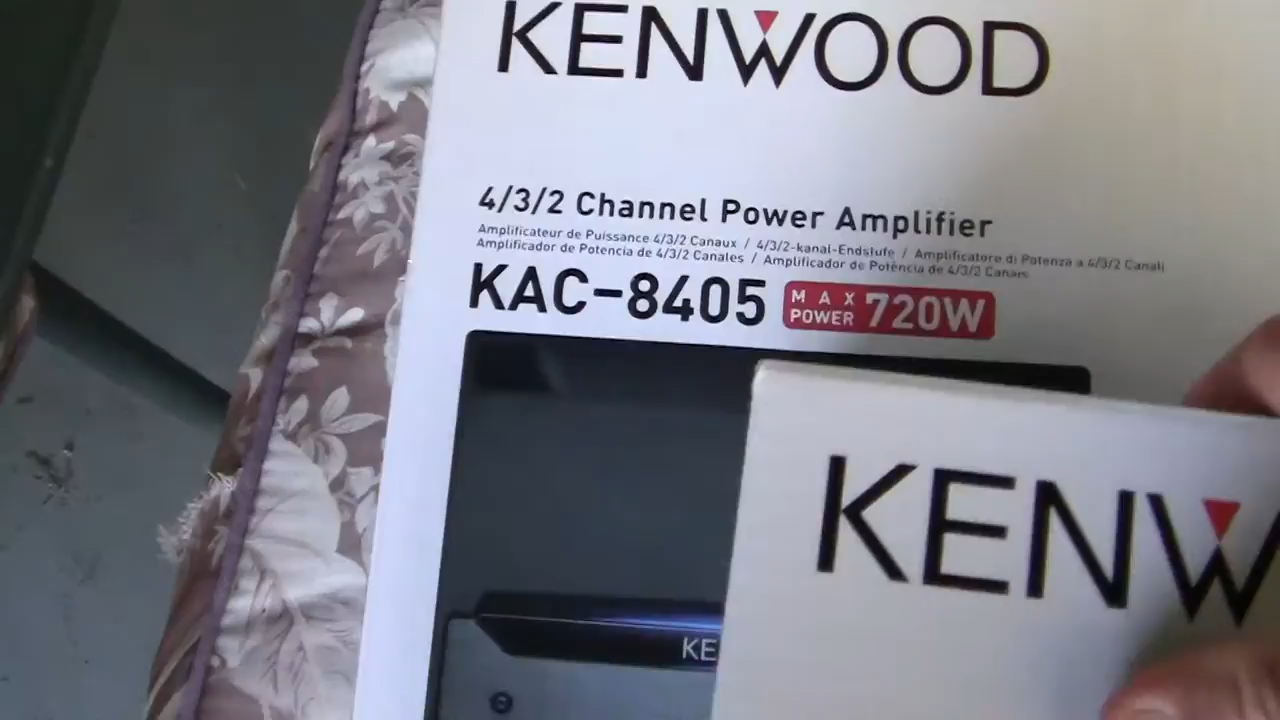 KENWOOD
4/3/2 Channel Power Amplifier
Amplificateur de Puissance 4/3/2 Canaux / 4/3/2-kanal-Endstufe / Amplificatore di Potenza a 4/3/2 Canali
Amplificador de Potencia de 4/3/2 Canales / Amplificador de Potência de 4/3/2 Canais
KAC-8405 MAX POWER 720W
KENW
KE